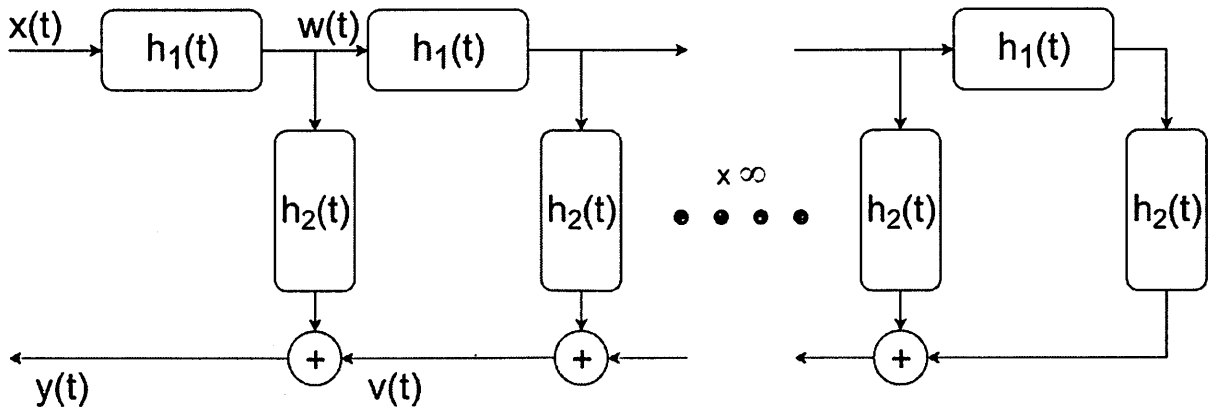 x(t) h₁(t) w(t) h₁(t) h₁(t)
h₂(t) h₂(t) x ∞ h₂(t) h₂(t)
+ + +
y(t) v(t)